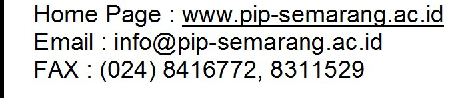 Home Page : www.pip-semarang.ac.id
Email : info@pip-semarang.ac.id
FAX : (024) 8416772, 8311529